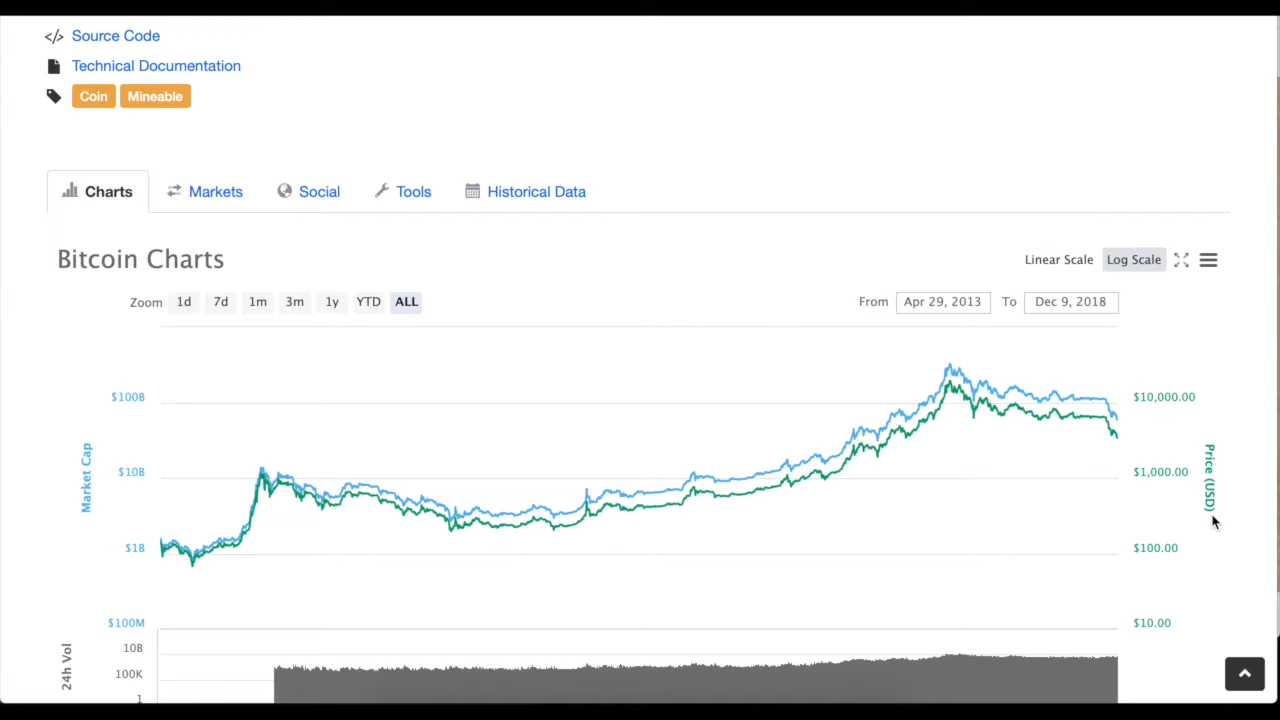 Source Code
Technical Documentation
Coin Mineable
Charts Markets Social Tools Historical Data
Bitcoin Charts
Linear Scale Log Scale
Zoom 1d 7d 1m 3m 1y YTD ALL From Apr 29, 2013 To Dec 9, 2018
$100B $10,000.00
Market Cap
Price (USD)
$10B $1,000.00
$1B $100.00
$100M $10.00
24h Vol
10B
100K
1